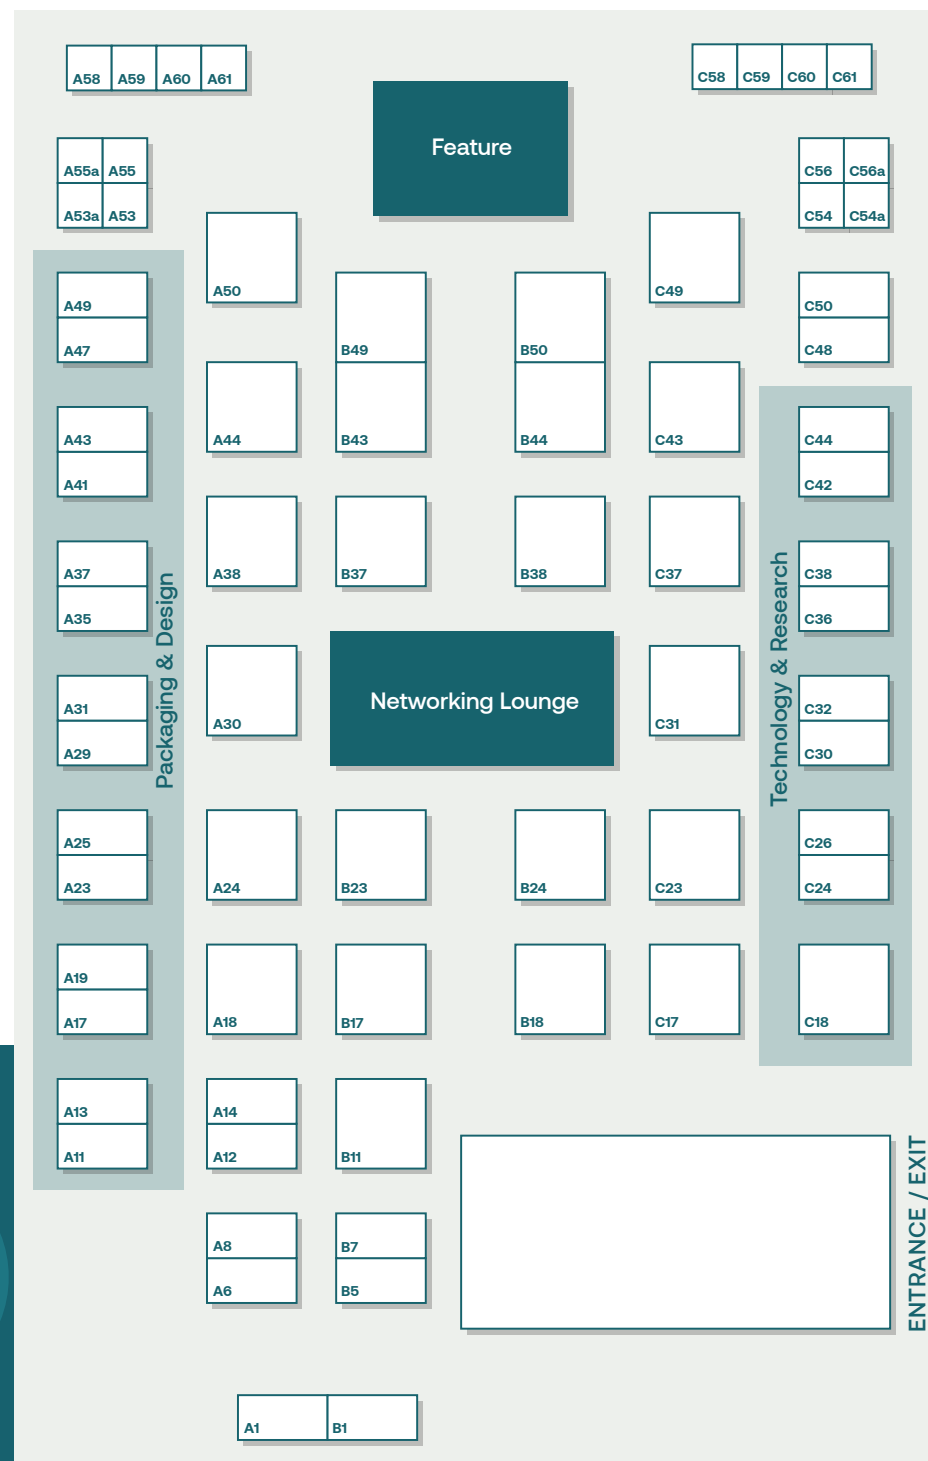 A58 A59 A60 A61
C58 C59 C60 C61
Feature
A55a A55
C56 C56a
A53a A53
C54 C54a
A50
C49
A49
C50
A47
B49
B50
C48
A43
A44
B43
B44
C43
C44
A41
C42
A37
A38
B37
B38
C37
C38
A35
C36
Packaging & Design
Technology & Research
Networking Lounge
A31
C32
A29
A30
C31
C30
A25
C26
A23
A24
B23
B24
C23
C24
A19
A17
A18
B17
B18
C17
C18
A13
A14
A11
A12
B11
ENTRANCE / EXIT
A8
B7
A6
B5
A1
B1